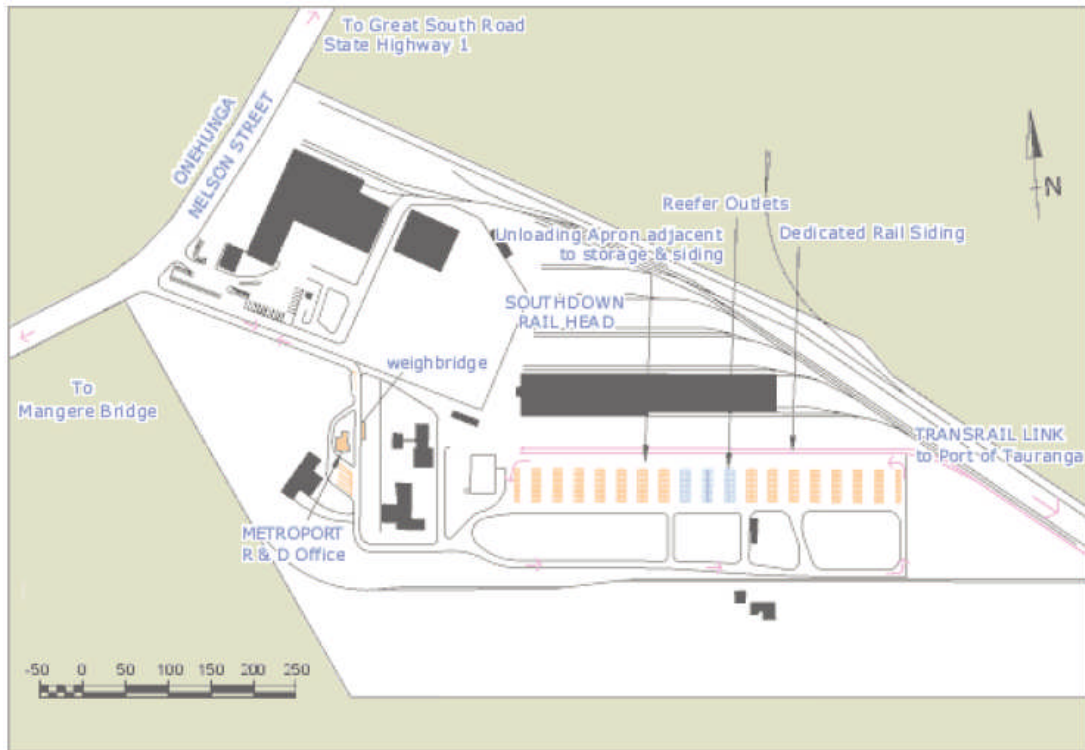 To Great South Road
State Highway 1
ONEHUNGA
NELSON STREET
N
Reefer Outlets
Unloading Apron adjacent
to storage & siding
Dedicated Rail Siding
SOUTHDOWN
RAIL HEAD
weighbridge
To
Mangere Bridge
TRANSRAIL LINK
to Port of Tauranga
METROPORT
R & D Office
-50 0 50 100 150 200 250